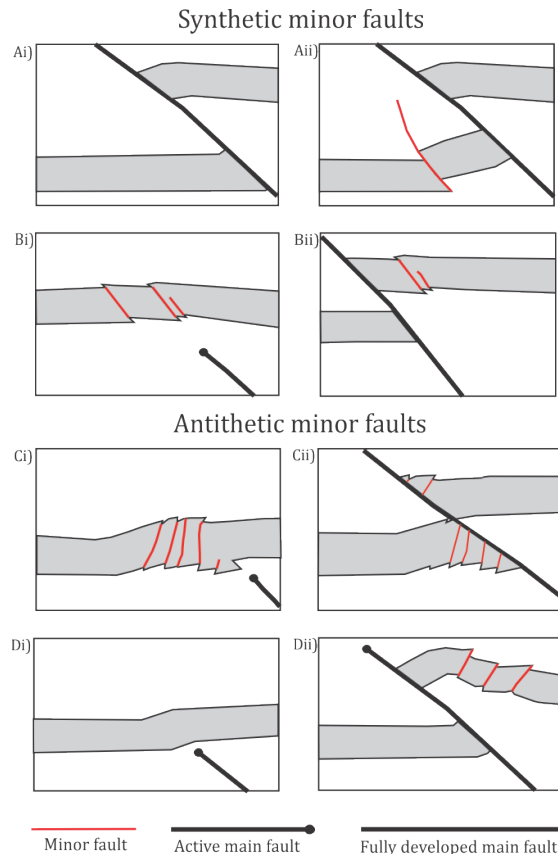 Synthetic minor faults
Ai)
Aii)
Bi)
Bii)
Antithetic minor faults
Ci)
Cii)
Di)
Dii)
Minor fault
Active main fault
Fully developed main fault